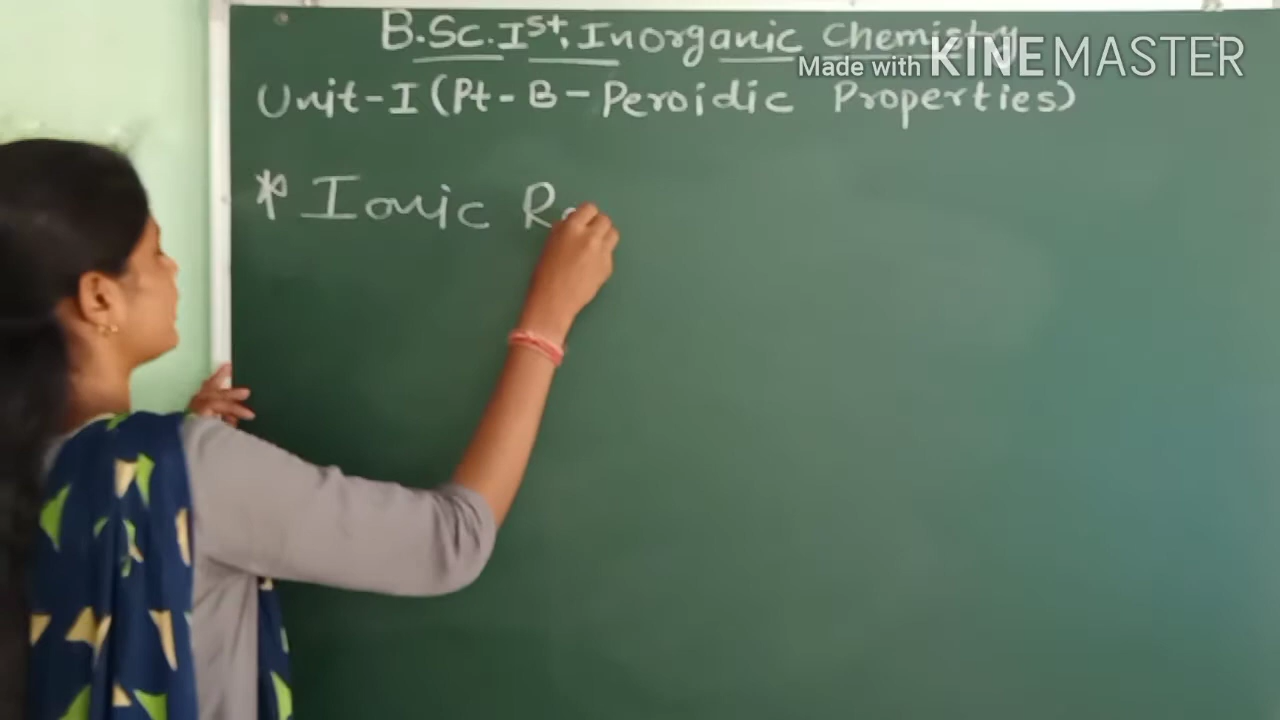 B.Sc.Ist, Inorganic Chemistry
Made with KINEMASTER
Unit-I (Pt-B-Peroidic Properties)
* Ionic